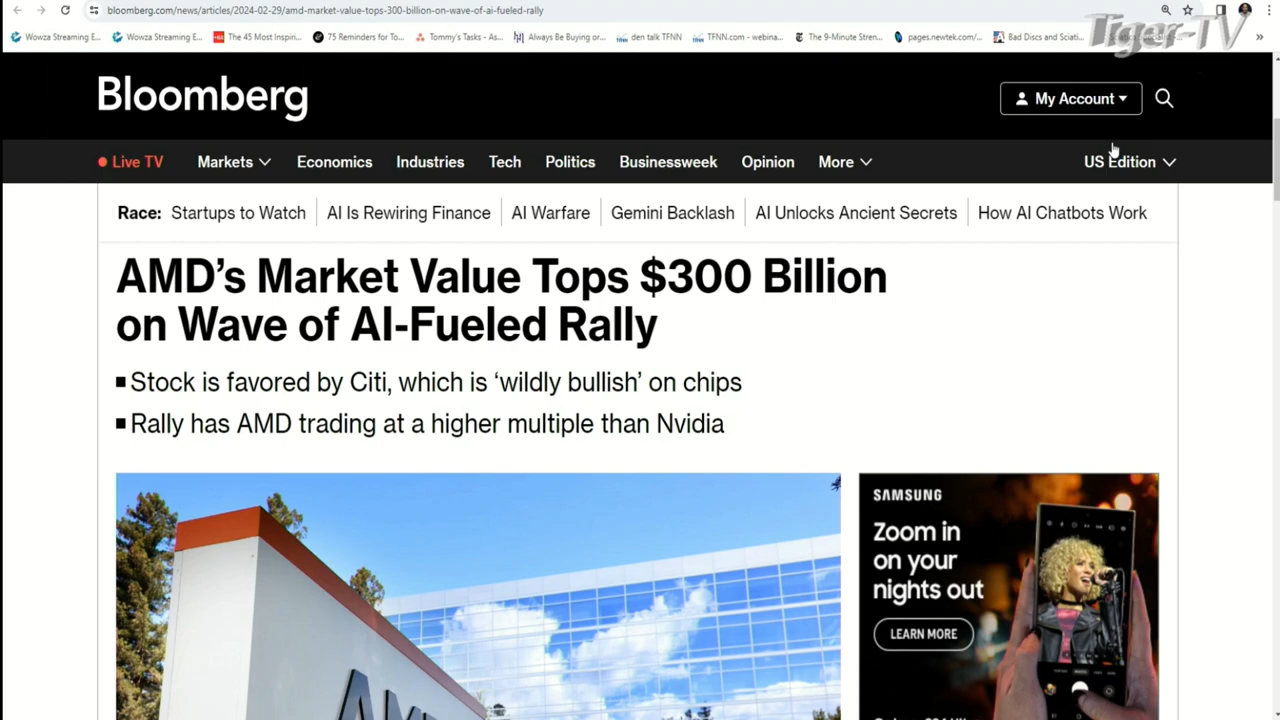 bloomberg.com/news/articles/2024-02-29/amd-market-value-tops-300-billion-on-wave-of-ai-fueled-rally
Wowza Streaming E... Wowza Streaming E... The 45 Most Inspiri... 75 Reminders for To... Tommy's Tasks - As... Always Be Buying or... den talk TFNN TFNN.com - webina... The 9-Minute Stren... pages.newtek.com/... Bad Discs and Sciati...
Tiger-TV
Bloomberg
My Account
Live TV Markets Economics Industries Tech Politics Businessweek Opinion More US Edition
Race: Startups to Watch AI Is Rewiring Finance AI Warfare Gemini Backlash AI Unlocks Ancient Secrets How AI Chatbots Work
AMD's Market Value Tops $300 Billion
on Wave of AI-Fueled Rally
Stock is favored by Citi, which is 'wildly bullish' on chips
Rally has AMD trading at a higher multiple than Nvidia
SAMSUNG
Zoom in
on your
nights out
LEARN MORE
AMD